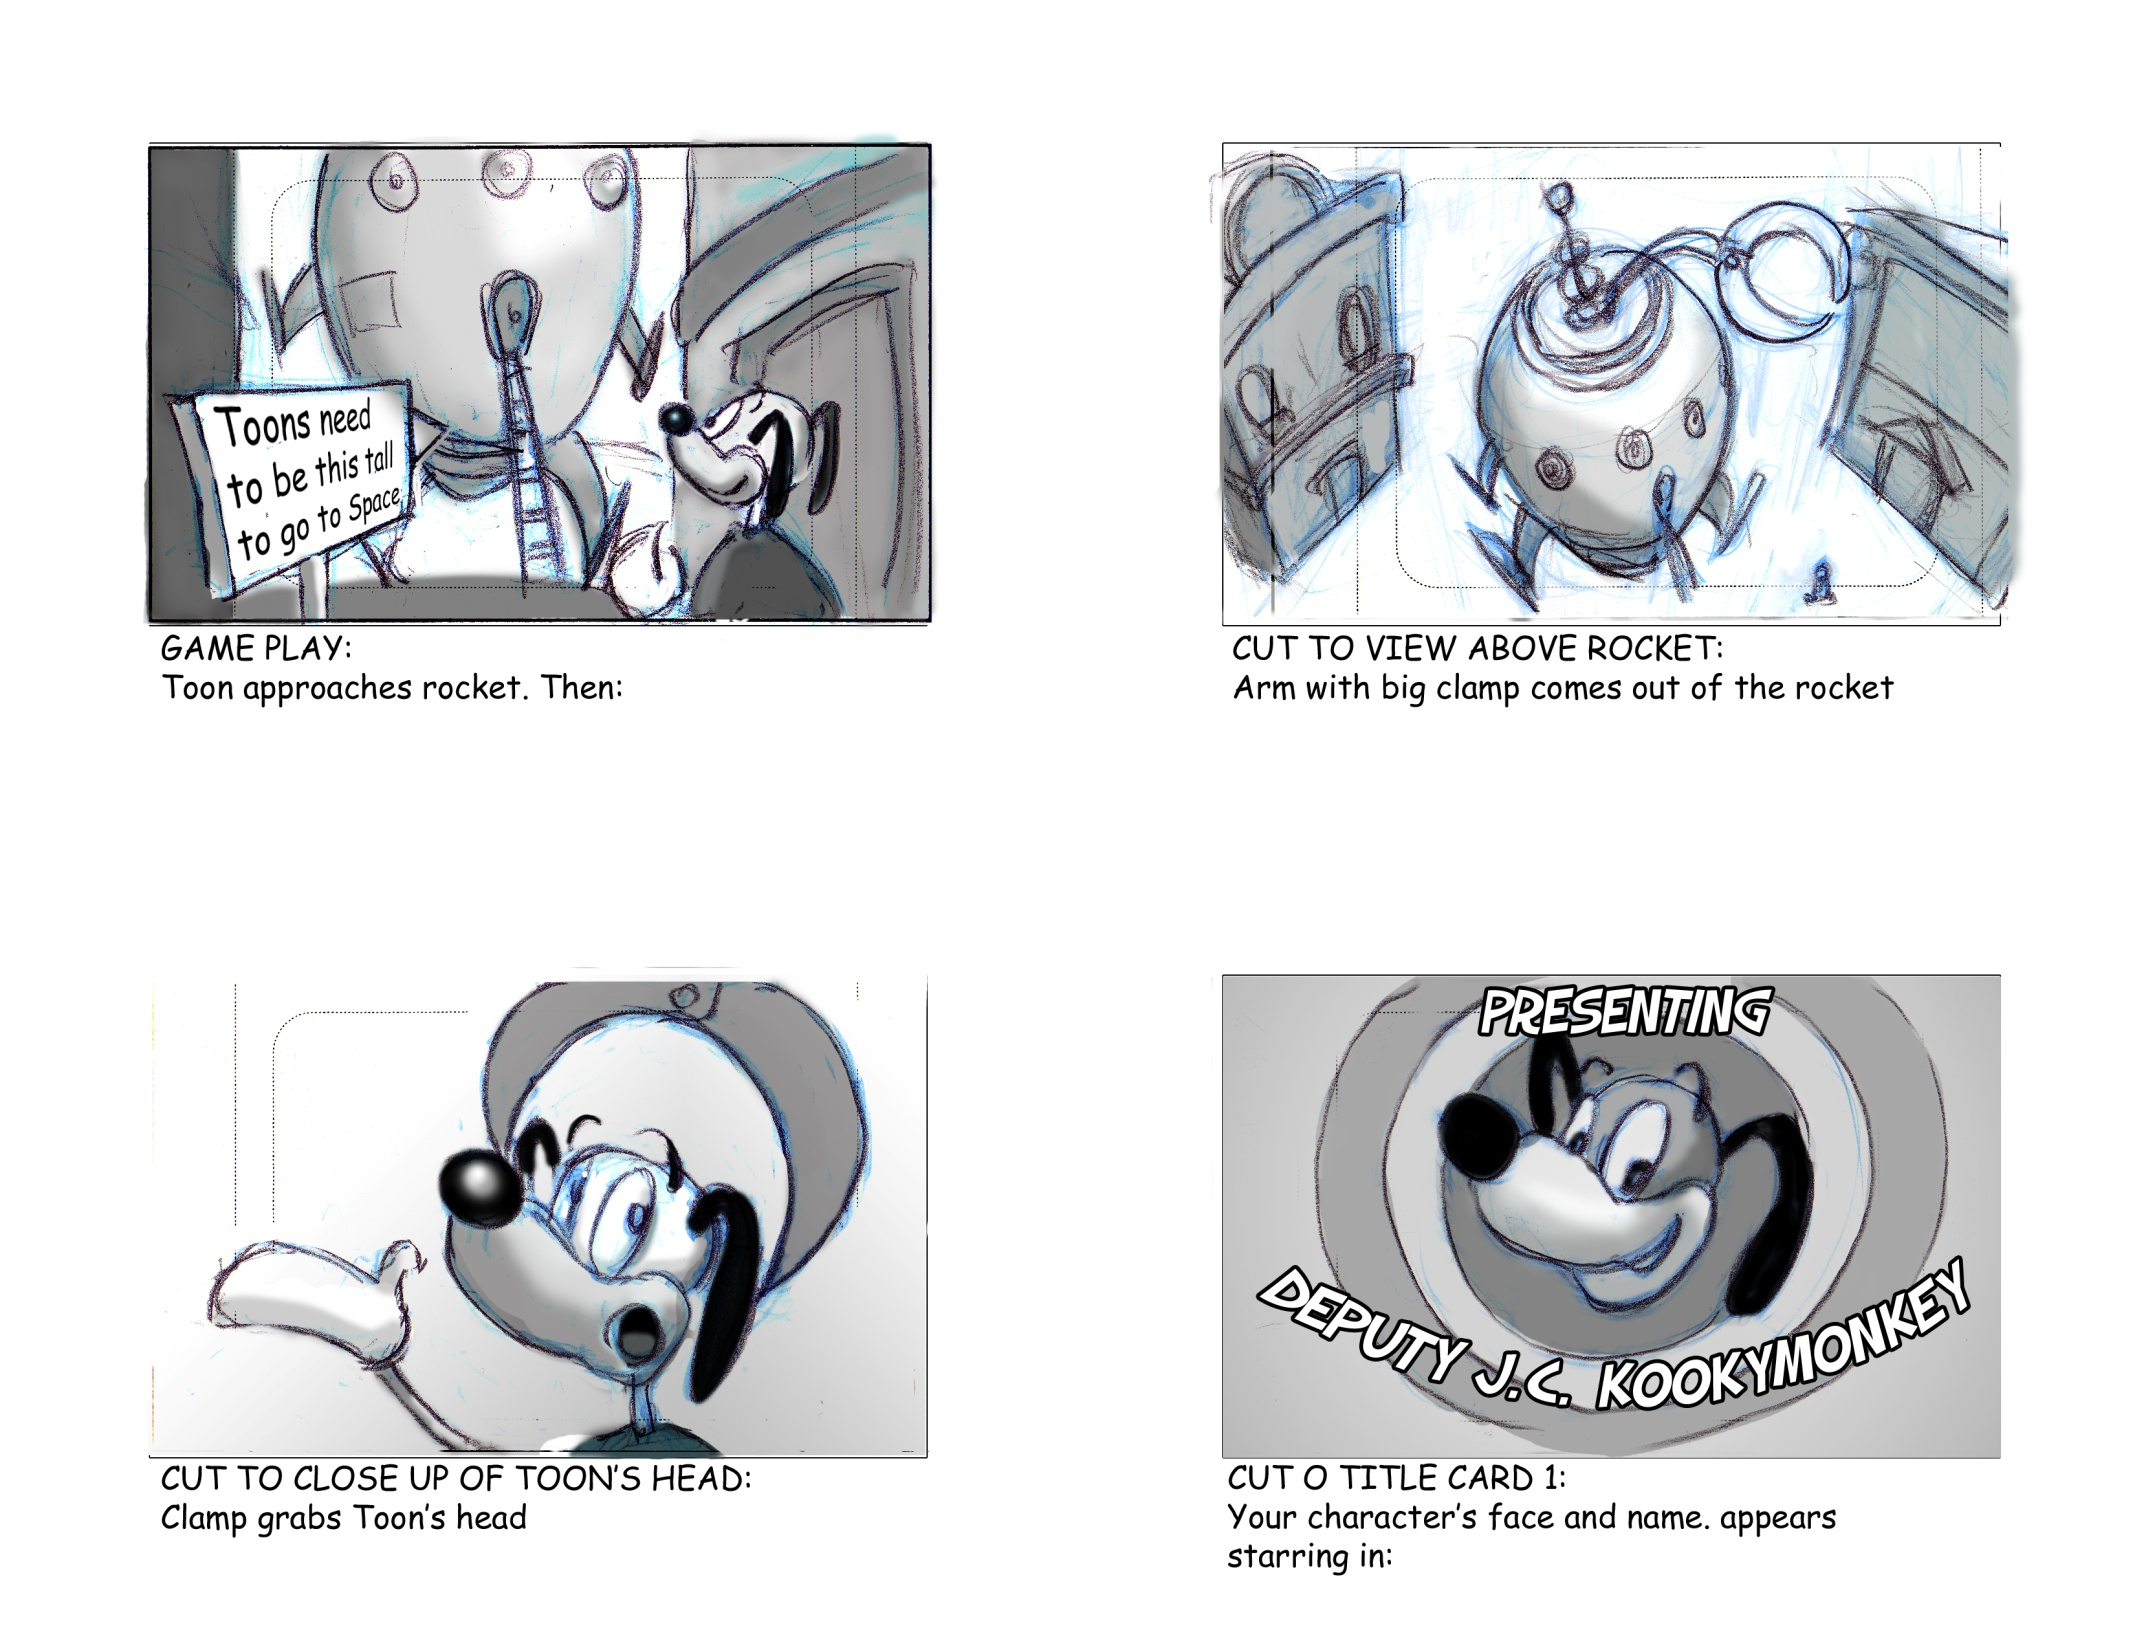 Toons need
to be this tall
to go to Space
GAME PLAY:
Toon approaches rocket. Then:
CUT TO VIEW ABOVE ROCKET:
Arm with big clamp comes out of the rocket
CUT TO CLOSE UP OF TOON'S HEAD:
Clamp grabs Toon's head
PRESENTING
DEPUTY J.C. KOOKYMONKEY
CUT O TITLE CARD 1:
Your character's face and name. appears
starring in: